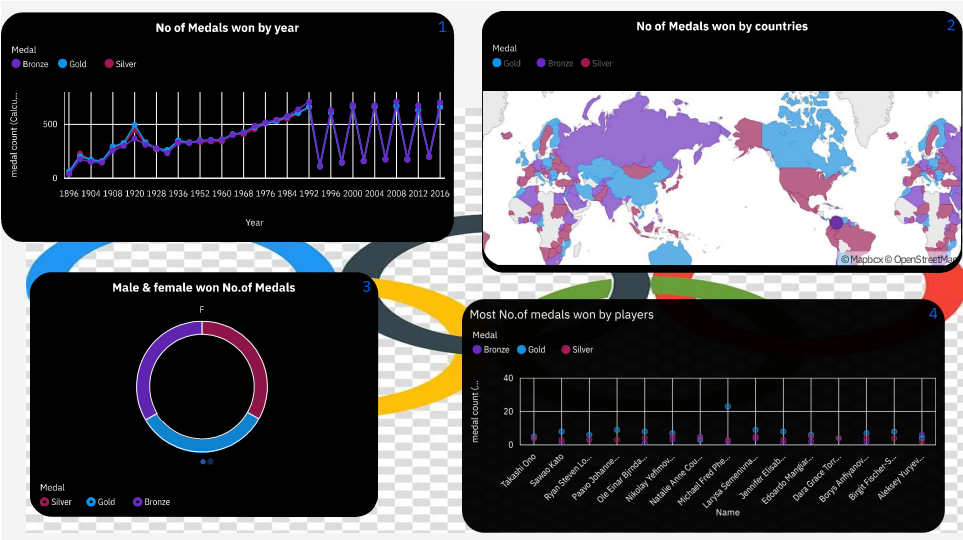 No of Medals won by year
1
Medal
Bronze Gold Silver
medal count (Calcu...
500
0
1896 1904 1908 1920 1928 1936 1952 1960 1968 1976 1984 1992 1996 2000 2004 2008 2012 2016
Year
No of Medals won by countries
2
Medal
Gold Bronze Silver
© Mapbox © OpenStreetMap
Male & female won No.of Medals
3
F
Medal
Silver Gold Bronze
Most No.of medals won by players
4
Medal
Bronze Gold Silver
medal count (...
40
20
0
Takashi Ono
Sawao Kato
Ryan Steven Lo...
Paavo Johanne...
Ole Einar Bjnda...
Nikolay Yefimov...
Natalie Anne Cou...
Michael Fred Phe...
Larysa Semenivna...
Jennifer Elisab...
Edoardo Mangiar...
Dara Grace Torr...
Borys Anfiyanov...
Birgit Fischer-S...
Aleksey Yuryev...
Name